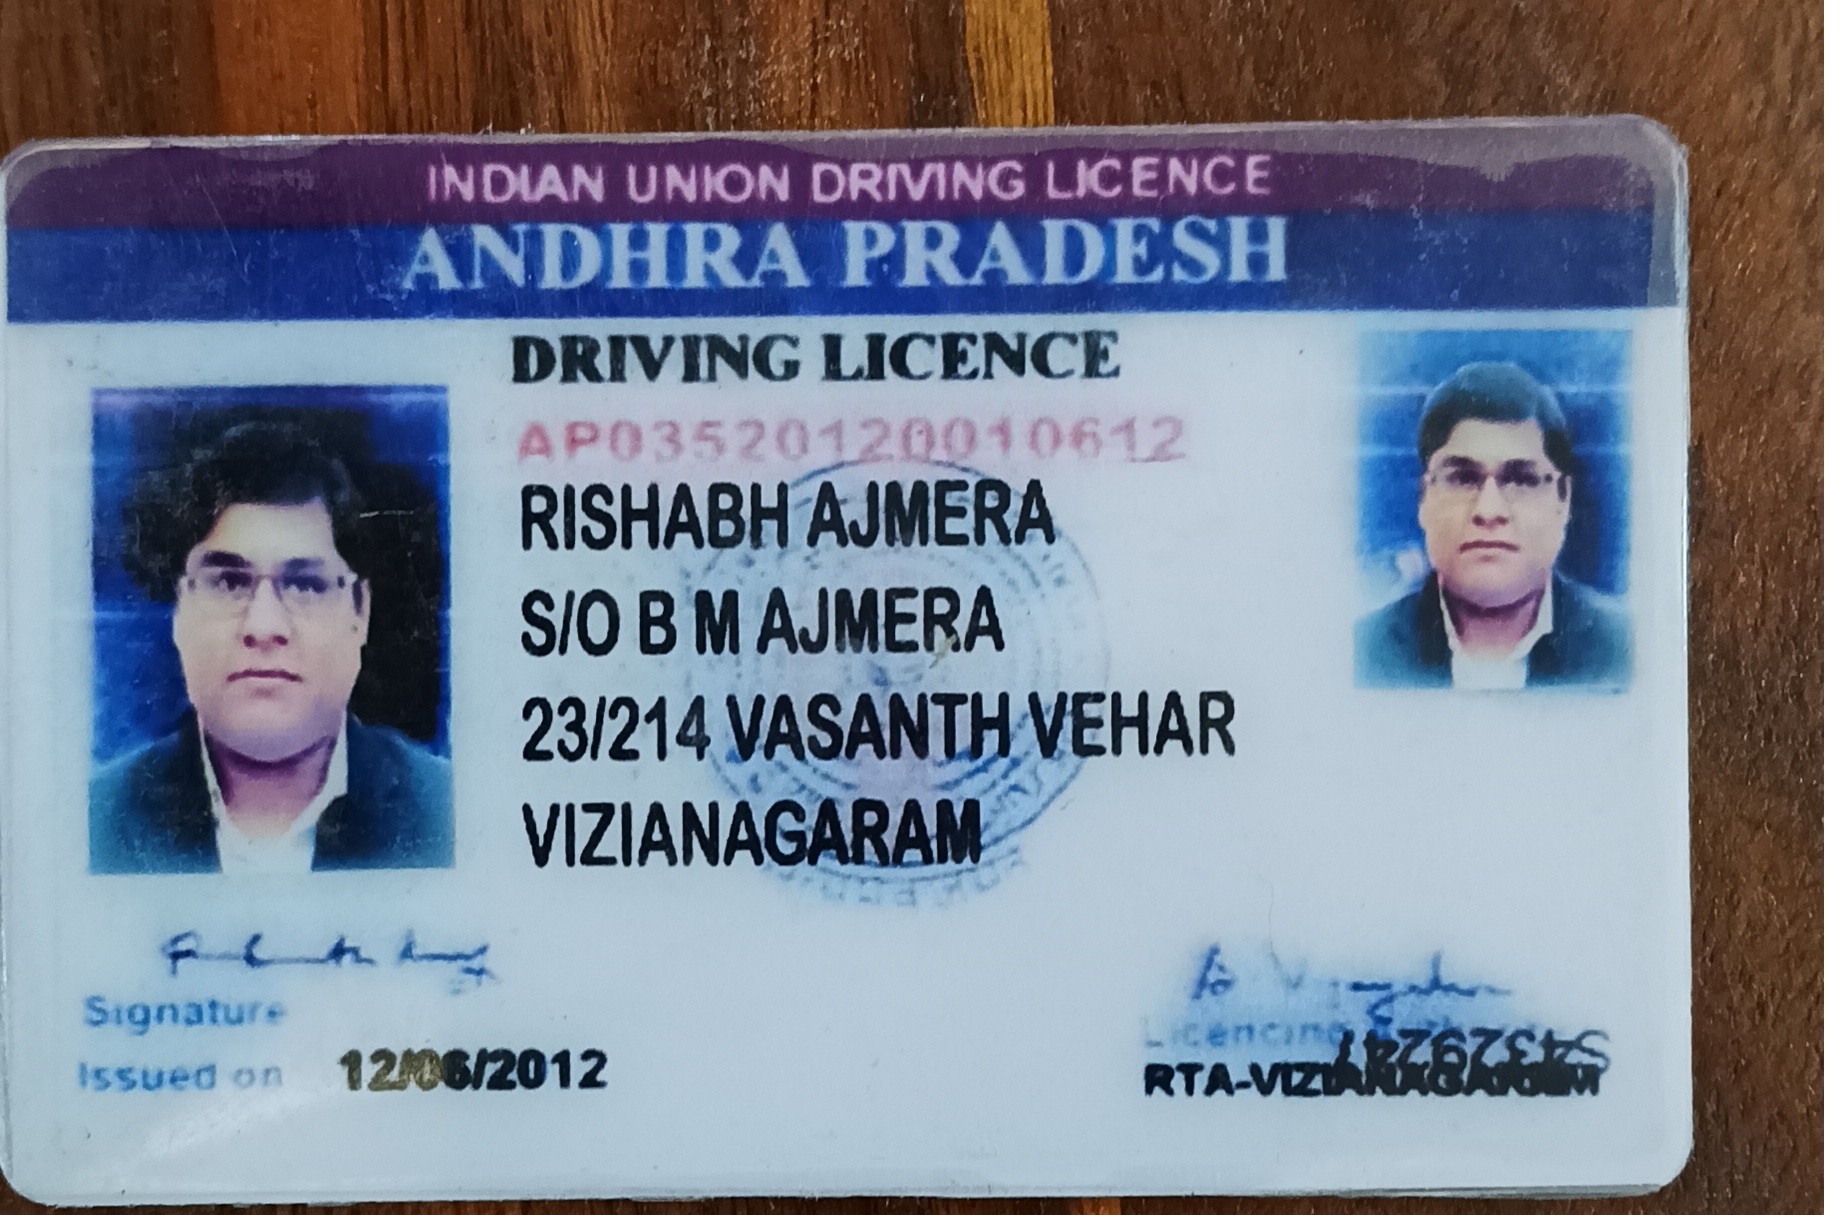 INDIAN UNION DRIVING LICENCE
ANDHRA PRADESH
DRIVING LICENCE
AP03520120010612
RISHABH AJMERA
S/O B M AJMERA
23/214 VASANTH VEHAR
VIZIANAGARAM
Signature
Issued on 12/06/2012
Licencing
RTA-VIZIANAGARAM